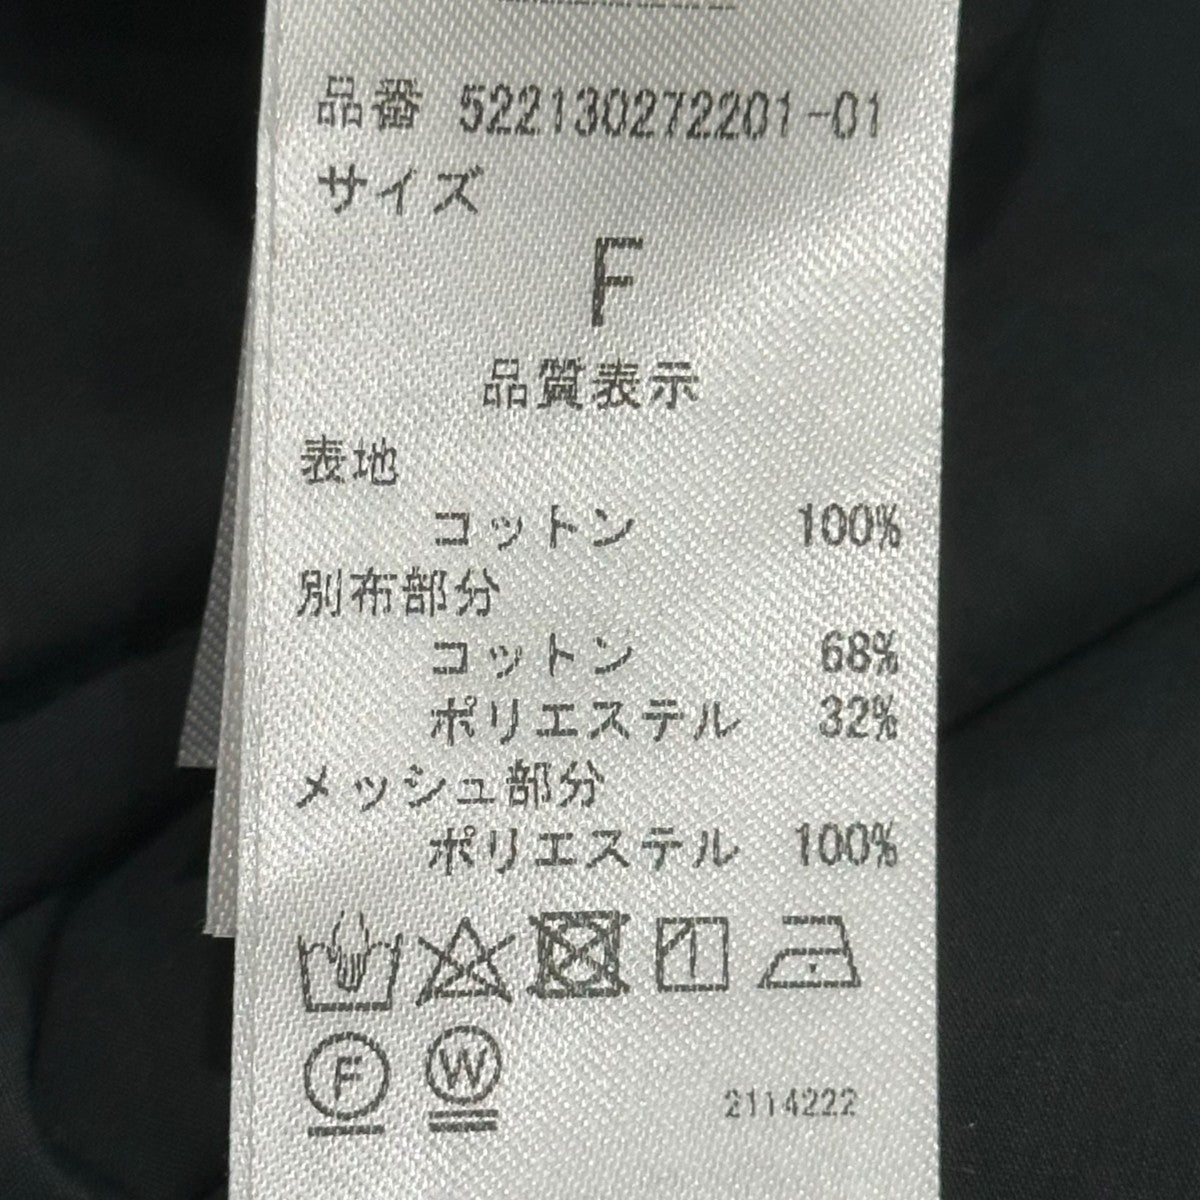 品番 522130272201-01
サイズ
F
品質表示
表地
コットン 100%
別布部分
コットン 68%
ポリエステル 32%
メッシュ部分
ポリエステル 100%
1
F
W
2114222